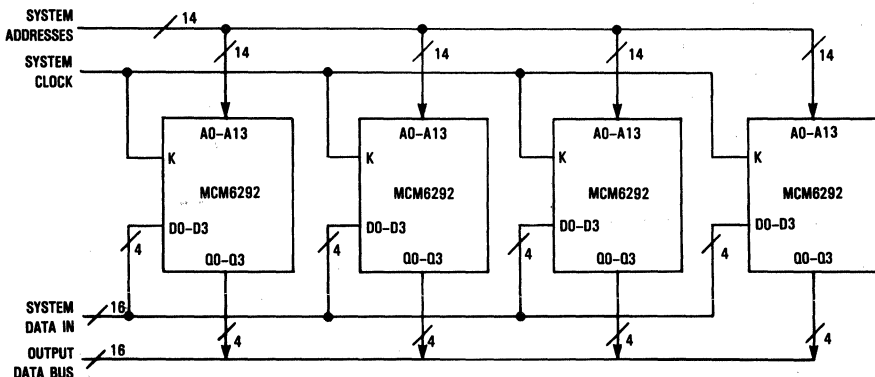 SYSTEM
ADDRESSES
14
14
14
14
14
SYSTEM
CLOCK
A0-A13
A0-A13
A0-A13
A0-A13
K
K
K
K
MCM6292
MCM6292
MCM6292
MCM6292
D0-D3
D0-D3
D0-D3
D0-D3
4
4
4
4
Q0-Q3
Q0-Q3
Q0-Q3
Q0-Q3
SYSTEM
DATA IN
16
4
4
4
4
OUTPUT
DATA BUS
16